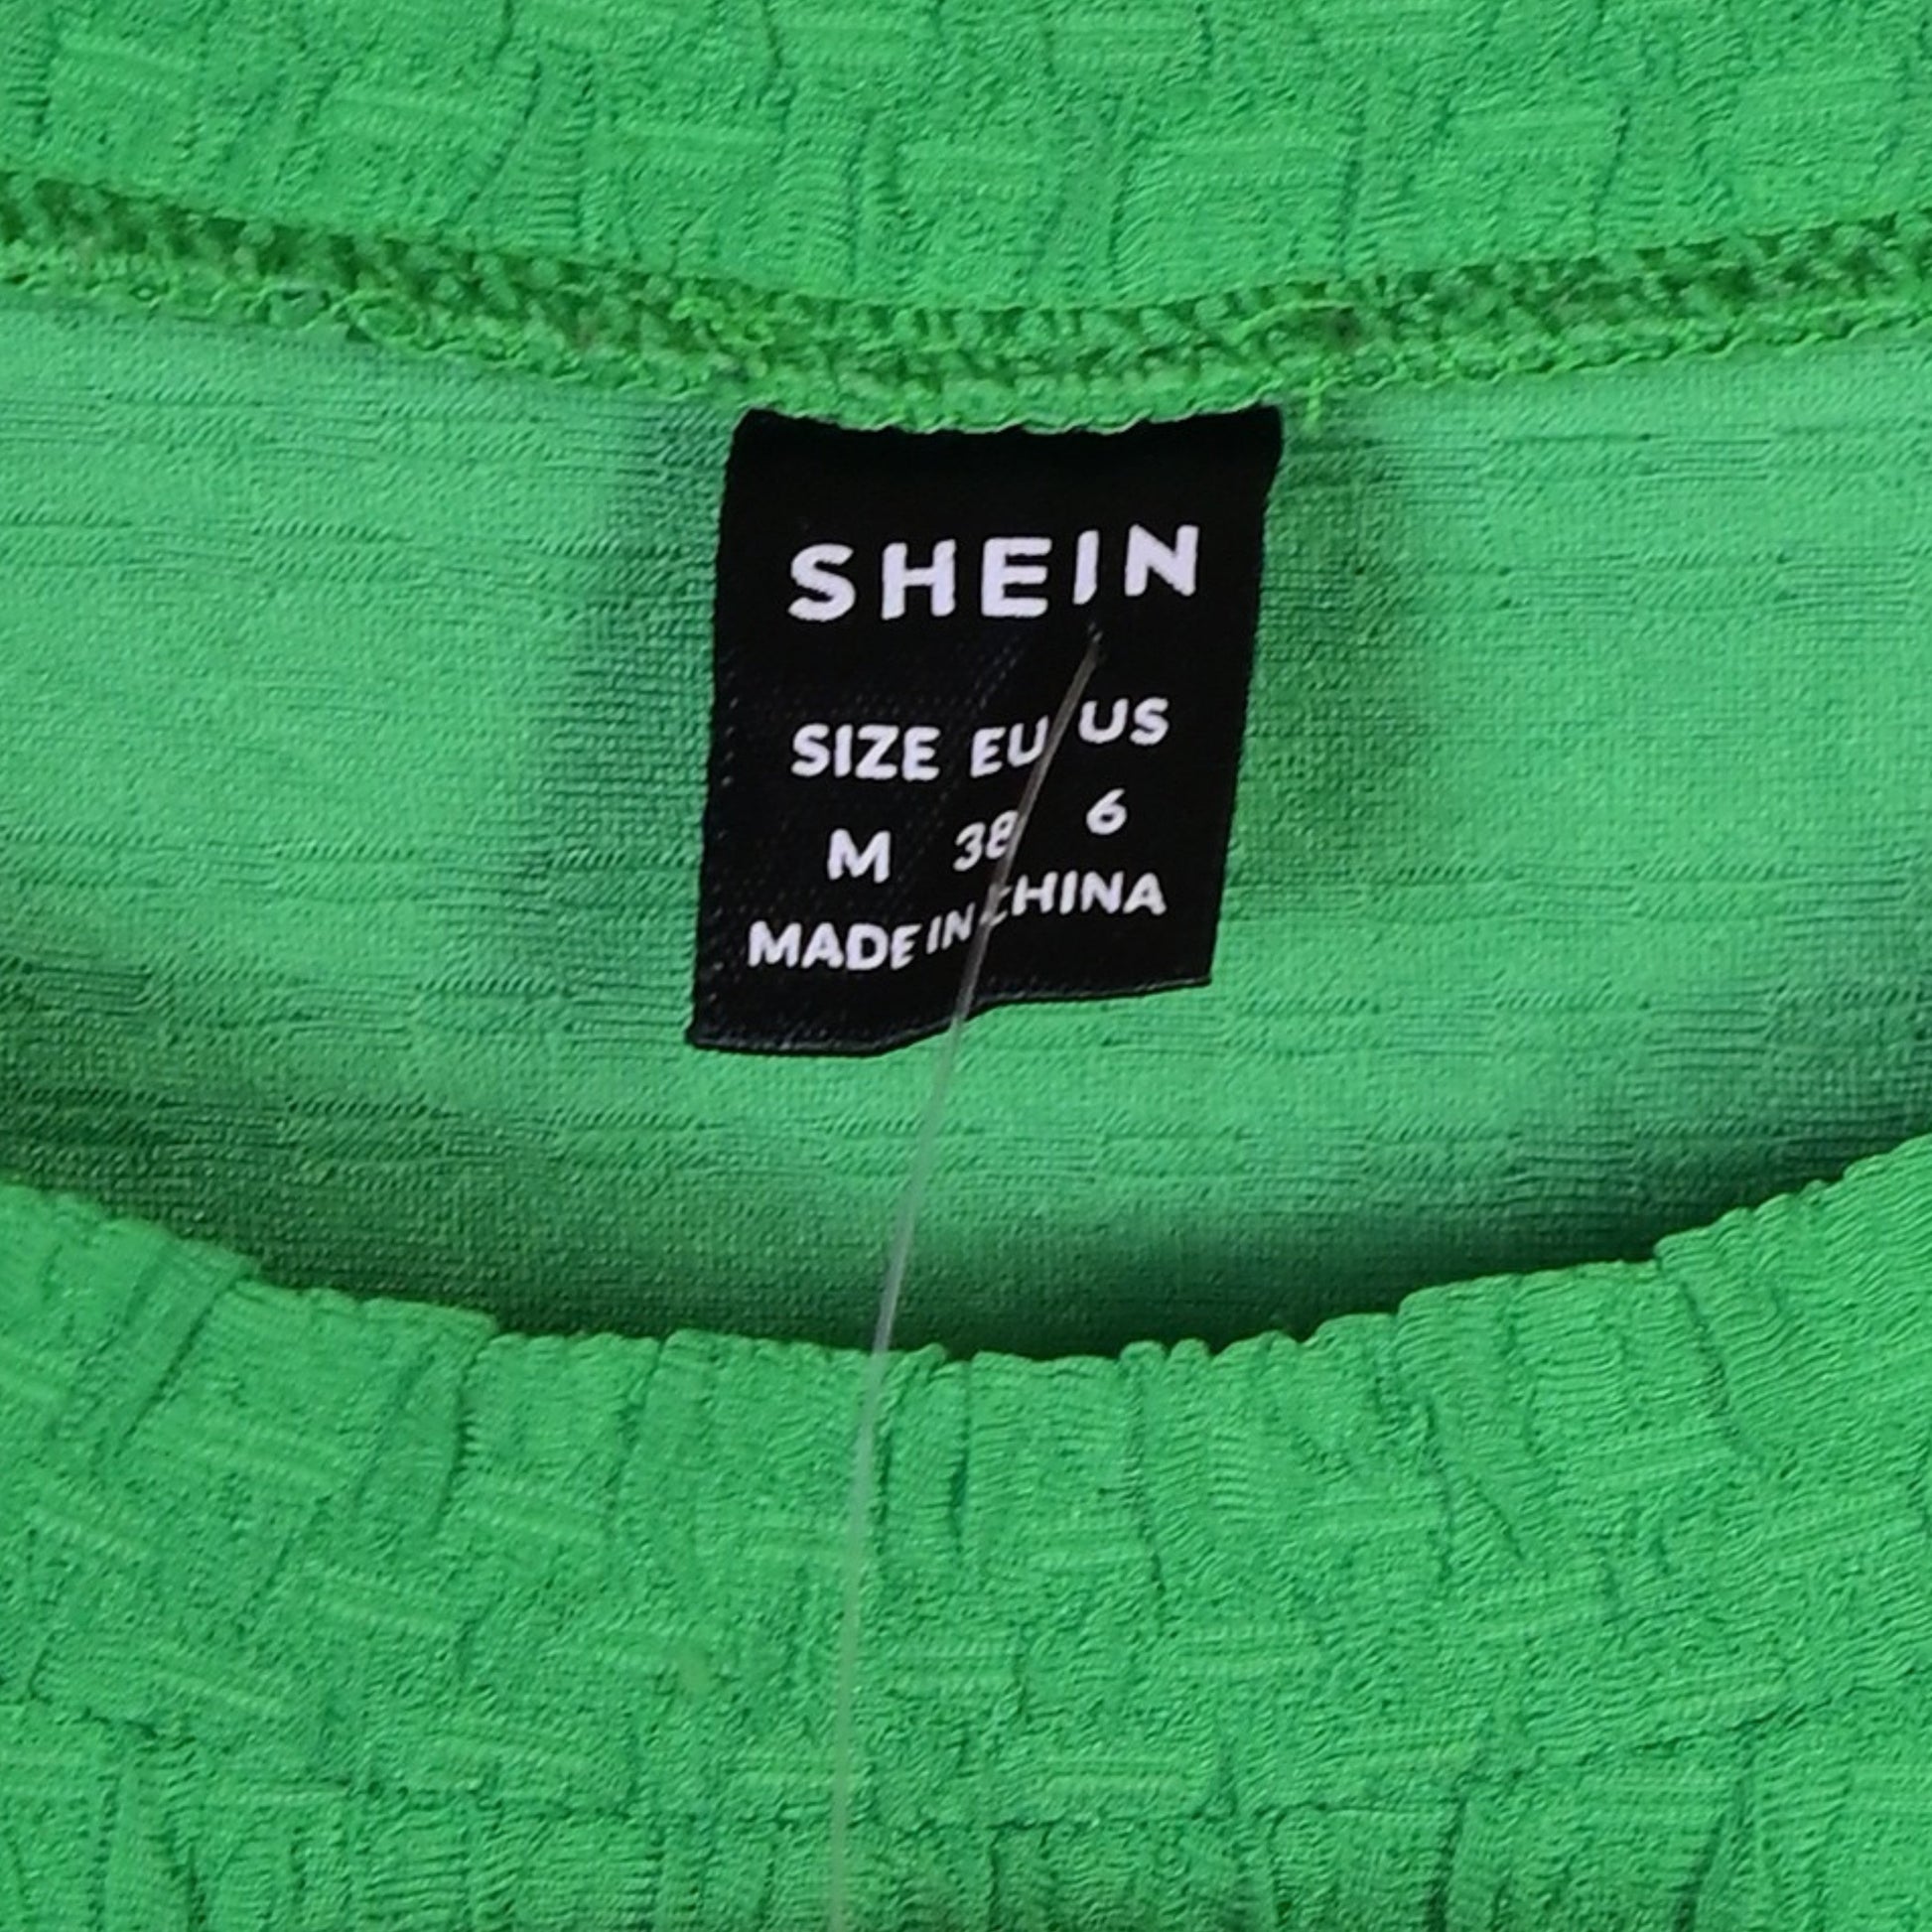 SHEIN
SIZE EU US
M 38 6
MADE IN CHINA